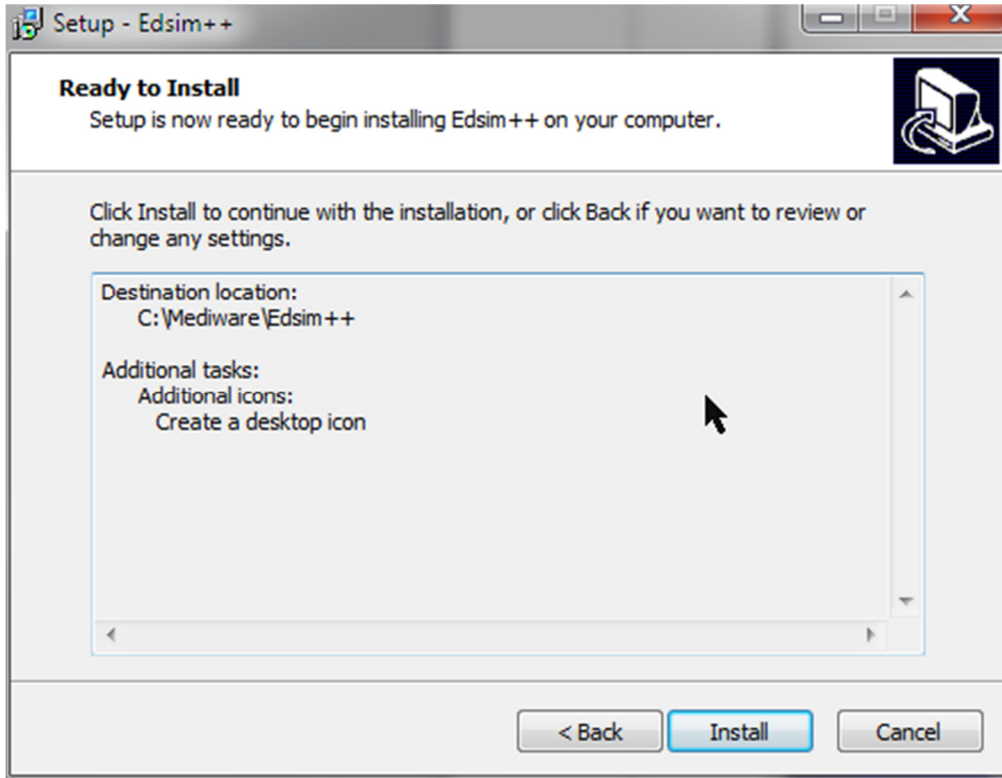 Setup - Edsim++
Ready to Install
Setup is now ready to begin installing Edsim++ on your computer.
Click Install to continue with the installation, or click Back if you want to review or
change any settings.
Destination location:
C:\Mediware\Edsim++
Additional tasks:
Additional icons:
Create a desktop icon
< Back
Install
Cancel